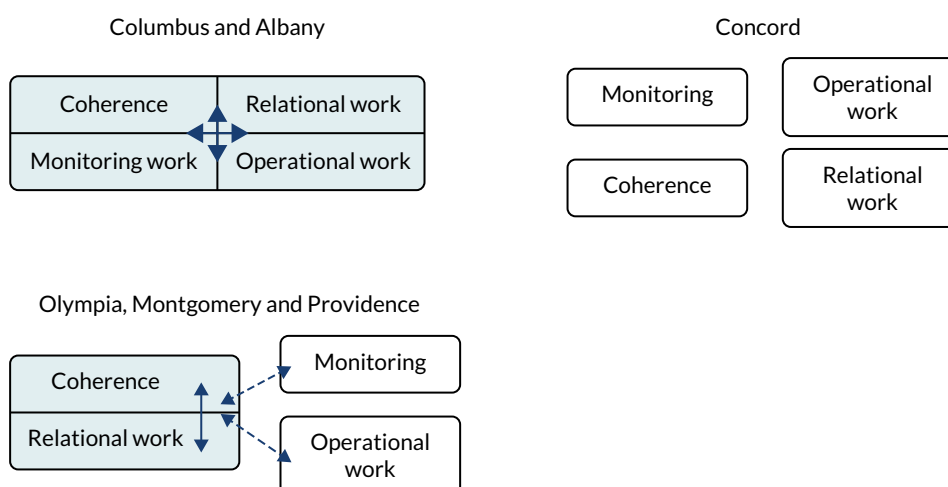 Columbus and Albany
Coherence
Relational work
Monitoring work
Operational work
Concord
Monitoring
Operational
work
Coherence
Relational
work
Olympia, Montgomery and Providence
Coherence
Relational work
Monitoring
Operational
work